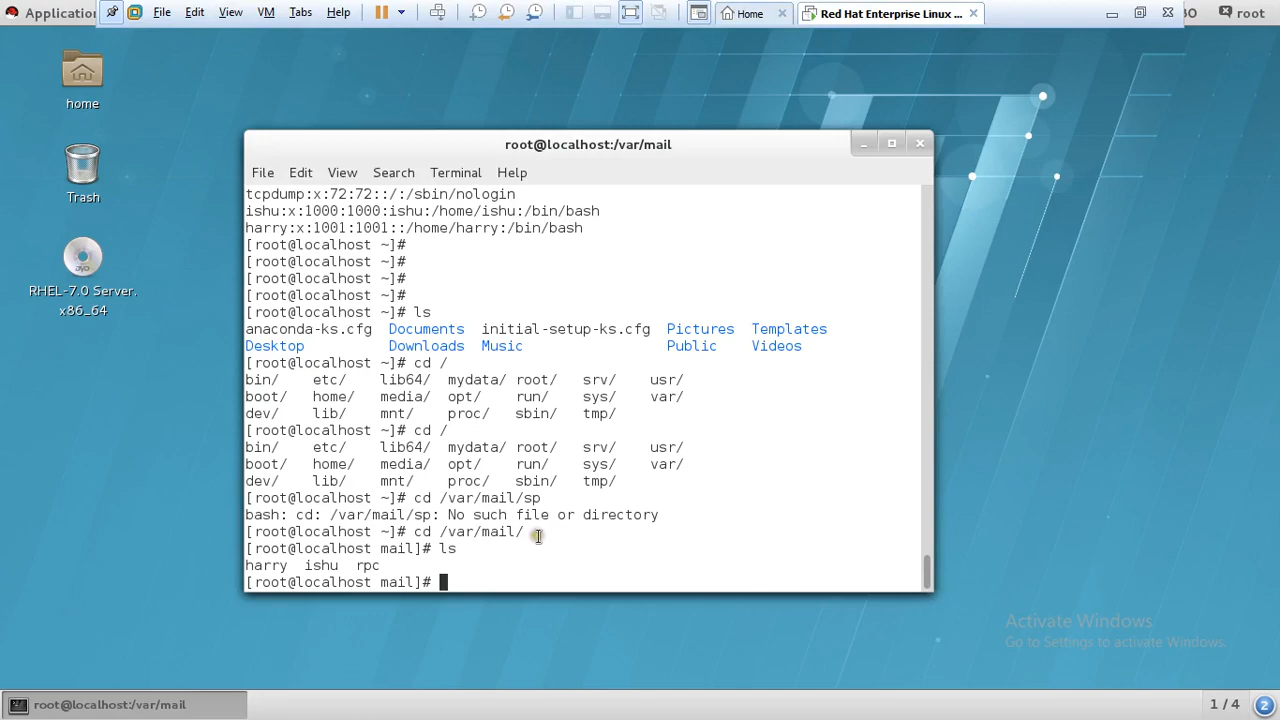 Applications
File Edit View VM Tabs Help
Home
Red Hat Enterprise Linux ...
30
root
home
Trash
RHEL-7.0 Server.
x86_64
root@localhost:/var/mail
File Edit View Search Terminal Help
tcpdump:x:72:72::/:/sbin/nologin
ishu:x:1000:1000:ishu:/home/ishu:/bin/bash
harry:x:1001:1001::/home/harry:/bin/bash
[root@localhost ~]#
[root@localhost ~]#
[root@localhost ~]#
[root@localhost ~]#
[root@localhost ~]# ls
anaconda-ks.cfg Documents initial-setup-ks.cfg Pictures Templates
Desktop Downloads Music Public Videos
[root@localhost ~]# cd /
bin/ etc/ lib64/ mydata/ root/ srv/ usr/
boot/ home/ media/ opt/ run/ sys/ var/
dev/ lib/ mnt/ proc/ sbin/ tmp/
[root@localhost ~]# cd /
bin/ etc/ lib64/ mydata/ root/ srv/ usr/
boot/ home/ media/ opt/ run/ sys/ var/
dev/ lib/ mnt/ proc/ sbin/ tmp/
[root@localhost ~]# cd /var/mail/sp
bash: cd: /var/mail/sp: No such file or directory
[root@localhost ~]# cd /var/mail/
[root@localhost mail]# ls
harry ishu rpc
[root@localhost mail]#
Activate Windows
Go to Settings to activate Windows.
root@localhost:/var/mail
1 / 4
2